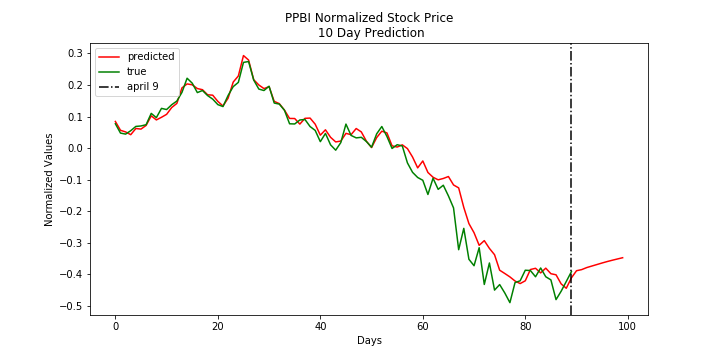 PPBI Normalized Stock Price
10 Day Prediction
predicted
true
april 9
Normalized Values
0.3
0.2
0.1
0.0
−0.1
−0.2
−0.3
−0.4
−0.5
0 20 40 60 80 100
Days